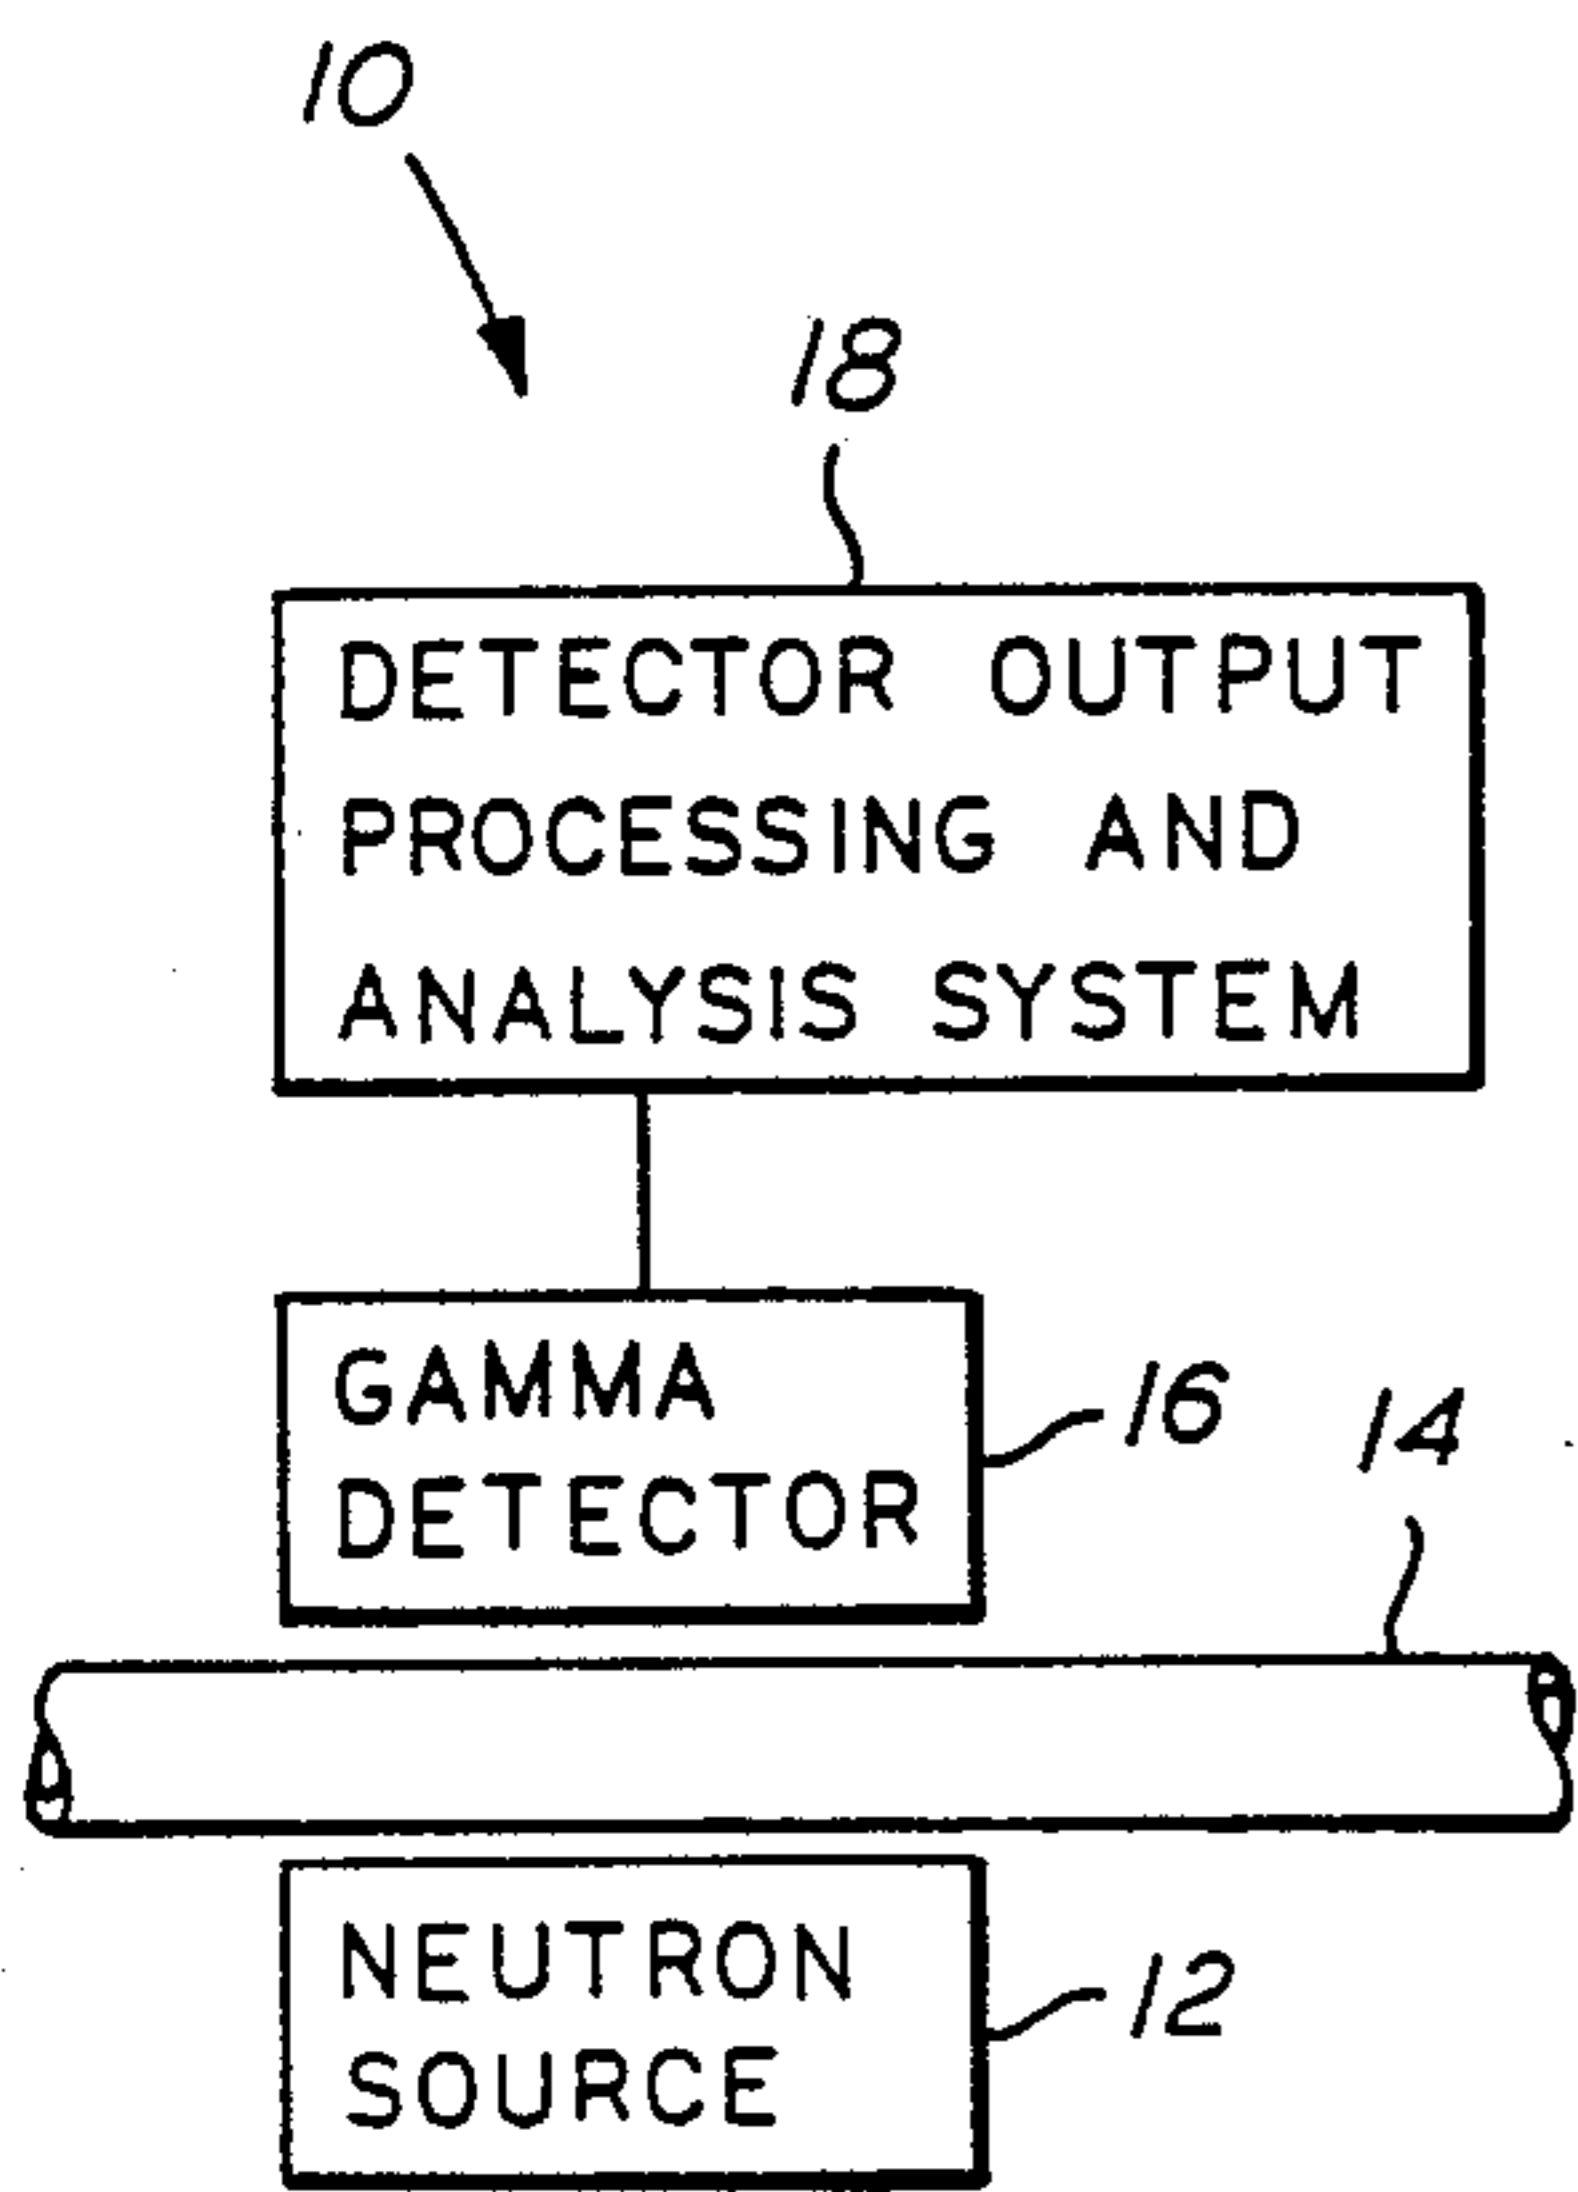 10
18
DETECTOR OUTPUT
PROCESSING AND
ANALYSIS SYSTEM
GAMMA
DETECTOR
16
14
NEUTRON
SOURCE
12